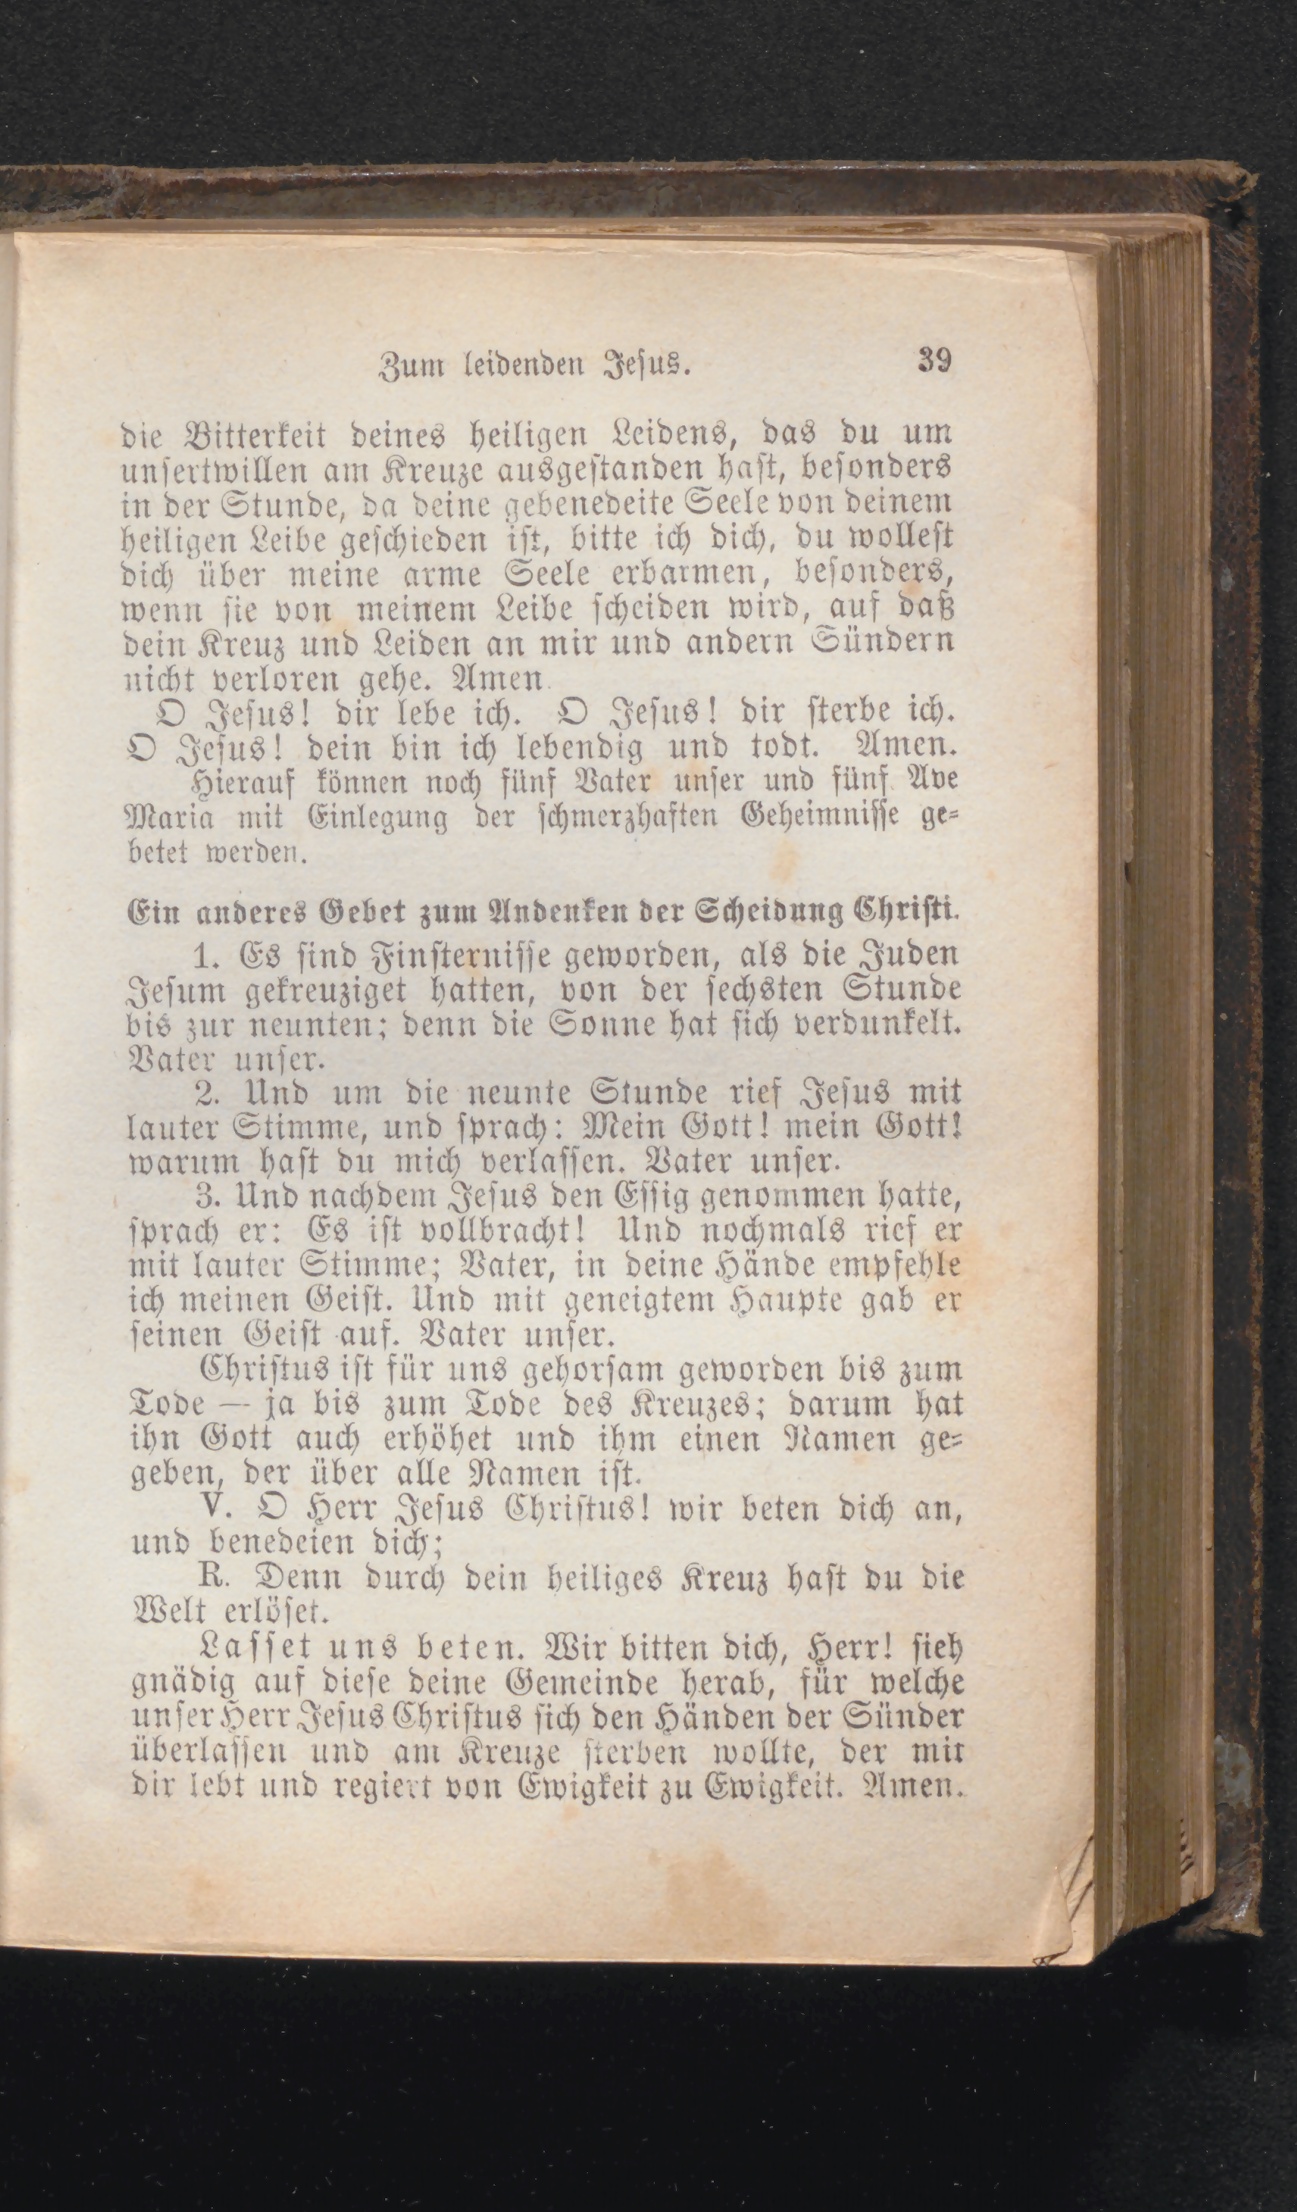 Zum leidenden Jesus. 39
die Bitterkeit deines heiligen Leidens, das du um
unsertwillen am Kreuze ausgestanden hast, besonders
in der Stunde, da deine gebenedeite Seele von deinem
heiligen Leibe geschieden ist, bitte ich dich, du wollest
dich über meine arme Seele erbarmen, besonders,
wenn sie von meinem Leibe scheiden wird, auf daß
dein Kreuz und Leiden an mir und andern Sündern
nicht verloren gehe. Amen.
O Jesus! dir lebe ich. O Jesus! dir sterbe ich.
O Jesus! dein bin ich lebendig und todt. Amen.
Hierauf können noch fünf Vater unser und fünf Ave
Maria mit Einlegung der schmerzhaften Geheimnisse ge-
betet werden.
Ein anderes Gebet zum Andenken der Scheidung Christi.
1. Es sind Finsternisse geworden, als die Juden
Jesum gekreuziget hatten, von der sechsten Stunde
bis zur neunten; denn die Sonne hat sich verdunkelt.
Vater unser.
2. Und um die neunte Stunde rief Jesus mit
lauter Stimme, und sprach: Mein Gott! mein Gott!
warum hast du mich verlassen. Vater unser.
3. Und nachdem Jesus den Essig genommen hatte,
sprach er: Es ist vollbracht! Und nochmals rief er
mit lauter Stimme; Vater, in deine Hände empfehle
ich meinen Geist. Und mit geneigtem Haupte gab er
seinen Geist auf. Vater unser.
Christus ist für uns gehorsam geworden bis zum
Tode — ja bis zum Tode des Kreuzes; darum hat
ihn Gott auch erhöhet und ihm einen Namen ge-
geben, der über alle Namen ist.
V. O Herr Jesus Christus! wir beten dich an,
und benedeien dich;
R. Denn durch dein heiliges Kreuz hast du die
Welt erlöset.
Lasset uns beten. Wir bitten dich, Herr! sieh
gnädig auf diese deine Gemeinde herab, für welche
unser Herr Jesus Christus sich den Händen der Sünder
überlassen und am Kreuze sterben wollte, der mit
dir lebt und regiert von Ewigkeit zu Ewigkeit. Amen.